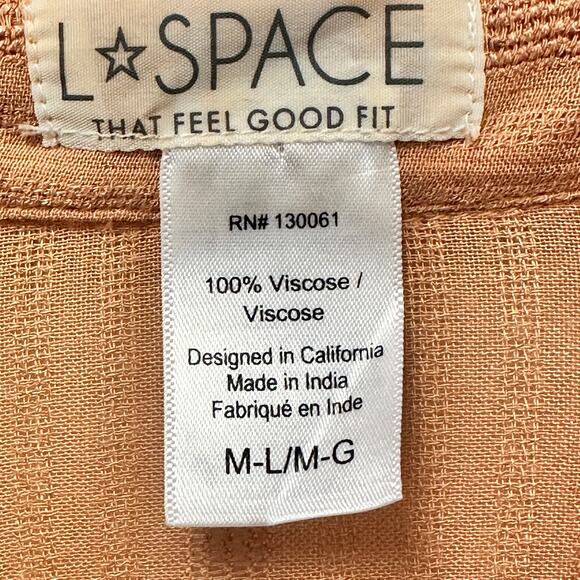 L☆SPACE
THAT FEEL GOOD FIT
RN# 130061
100% Viscose /
Viscose
Designed in California
Made in India
Fabriqué en Inde
M-L/M-G